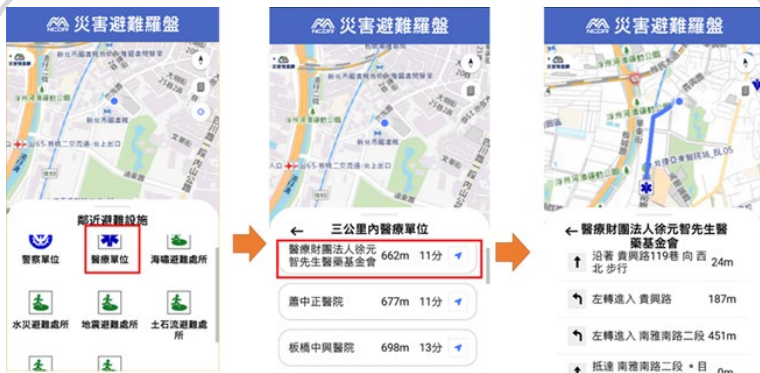 NCDR 災害避難羅盤
鄰近避難設施
警察單位
醫療單位
海嘯避難處所
水災避難處所
地震避難處所
土石流避難處
所
NCDR 災害避難羅盤
三公里內醫療單位
醫療財團法人徐元
智先生醫藥基金會
662m 11分
蕭中正醫院 677m 11分
板橋中興醫院 698m 13分
NCDR 災害避難羅盤
醫療財團法人徐元智先生醫
藥基金會
沿著 貴興路119巷 向 西
北 步行
24m
左轉進入 貴興路 187m
左轉進入 南雅南路二段 451m
抵達 南雅南路二段 。目
0m